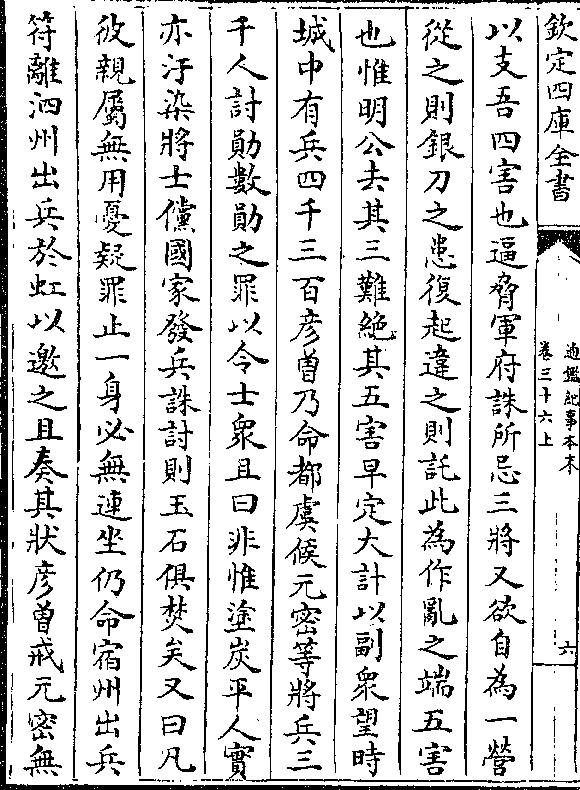 欽定四庫全書
通鑑紀事本末
卷三十六上
六
以支吾四害也逼脅軍府誅所忌三將又欲自為一營
從之則銀刀之患復起違之則託此為作亂之端五害
也惟明公去其三難絶其五害早定大計以副衆望時
城中有兵四千三百彦曽乃命都虞候元宻等將兵三
千人討勛數勛之罪以令士衆且曰非惟塗炭平人實
亦汙染將士儻國家發兵誅討則玉石俱焚矣又曰凡
彼親屬無用憂疑罪止一身必無連坐仍命宿州出兵
符離泗州出兵於虹以邀之且奏其狀彦曽戒元宻無